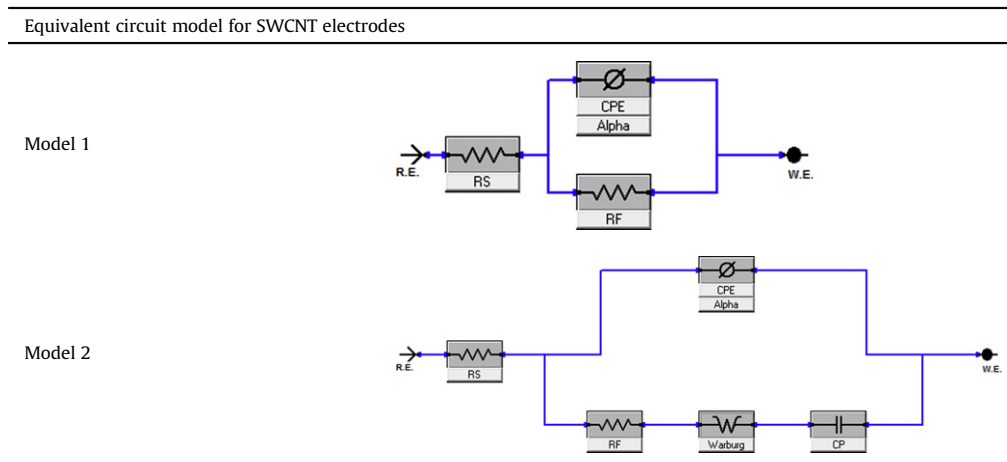 Equivalent circuit model for SWCNT electrodes
Model 1
CPE
Alpha
R.E.
RS
W.E.
RF
Model 2
CPE
Alpha
R.E.
RS
W.E.
RF
Warburg
CP